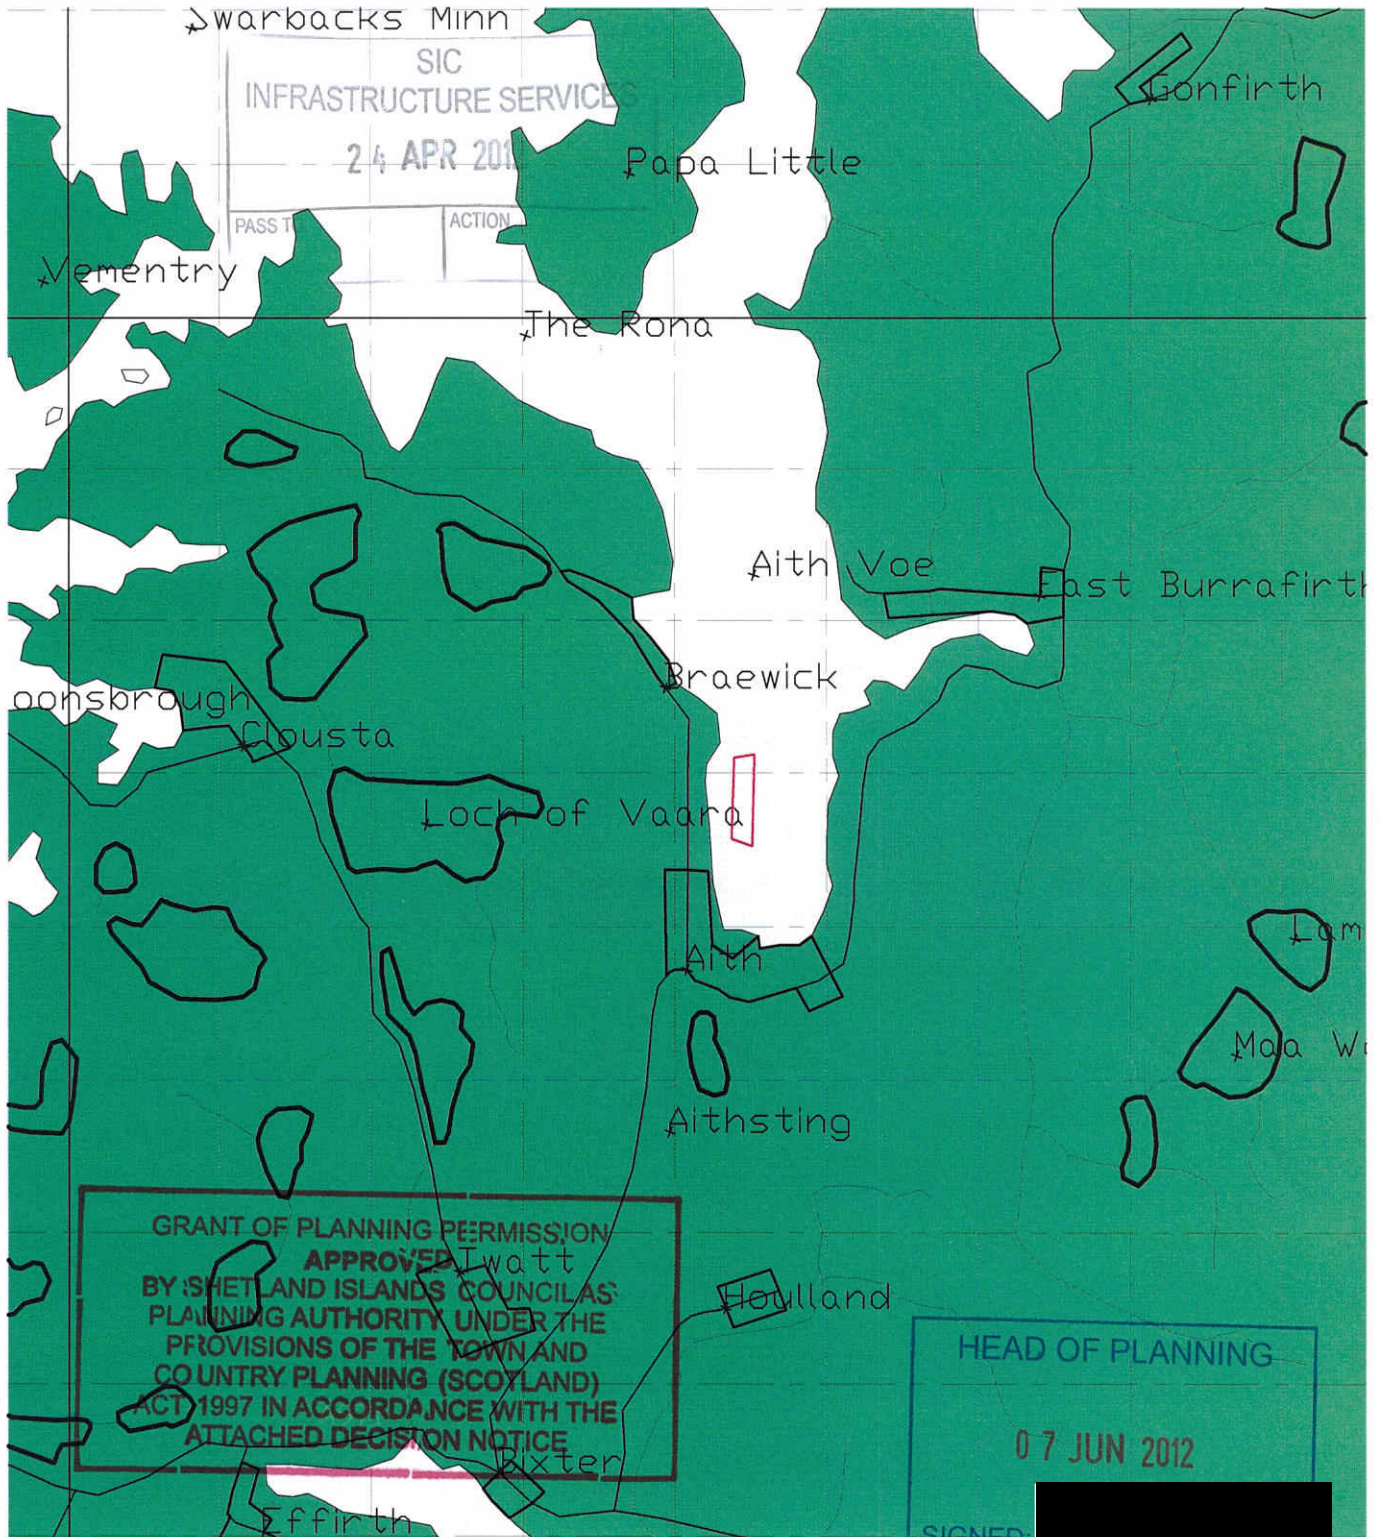 Swarbacks Minn
SIC
INFRASTRUCTURE SERVICES
24 APR 201
PASS T
ACTION
Gonfirth
Papa Little
Vementry
The Rona
Aith Voe
East Burrafirth
Braewick
oonsbrough
Clousta
Loch of Vaara
Lam
Aith
Maa W
Aithsting
GRANT OF PLANNING PERMISSION
APPROVED
BY SHETLAND ISLANDS COUNCIL AS
PLANNING AUTHORITY UNDER THE
PROVISIONS OF THE TOWN AND
COUNTRY PLANNING (SCOTLAND)
ACT 1997 IN ACCORDANCE WITH THE
ATTACHED DECISION NOTICE
Twatt
Houlland
HEAD OF PLANNING
07 JUN 2012
SIGNED:
Bixter
Effirth